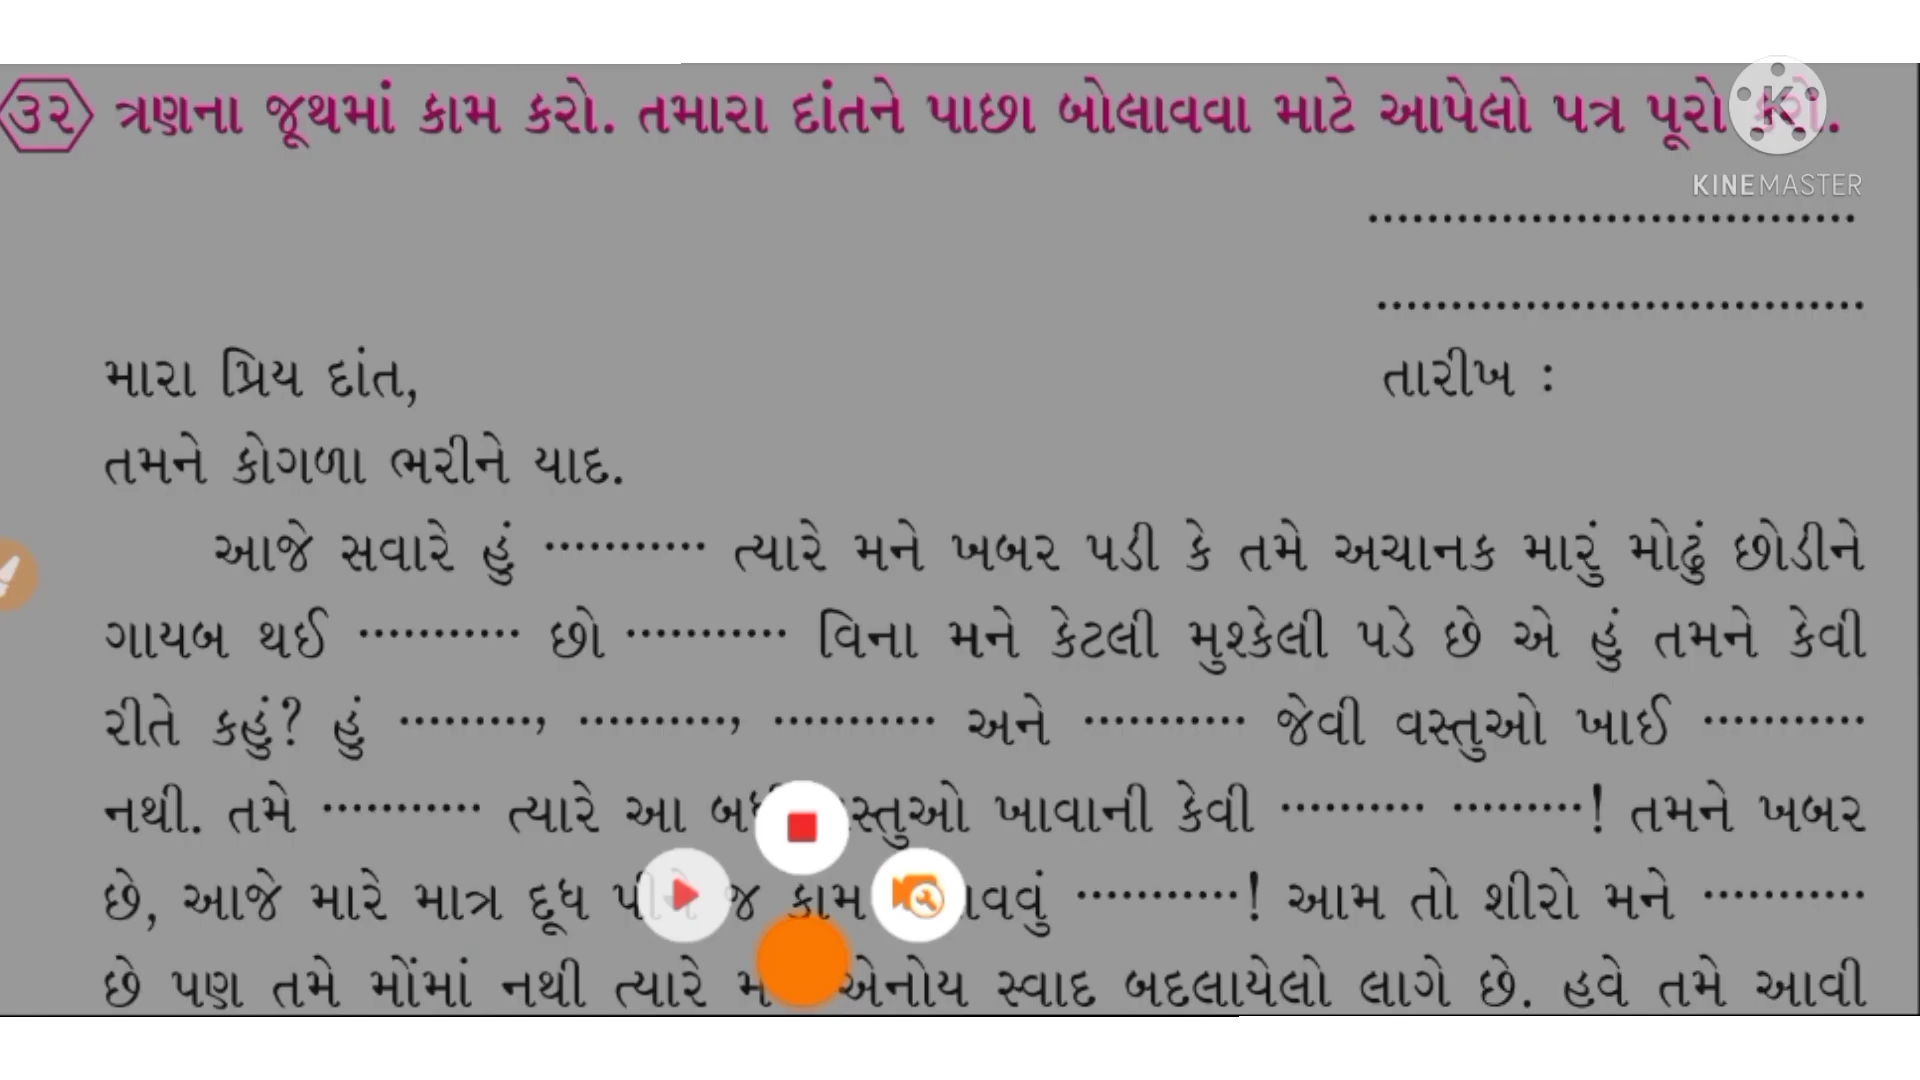 ૩૨ ત્રણના જૂથમાં કામ કરો. તમારા દાંતને પાછા બોલાવવા માટે આપેલો પત્ર પૂરો કરો.
KINEMASTER
................................
................................
મારા પ્રિય દાંત, તારીખ :
તમને કોગળા ભરીને યાદ.
આજે સવારે હું ........... ત્યારે મને ખબર પડી કે તમે અચાનક મારું મોઢું છોડીને
ગાયબ થઈ ........... છો ........... વિના મને કેટલી મુશ્કેલી પડે છે એ હું તમને કેવી
રીતે કહું? હું ........., .........., ........... અને ........... જેવી વસ્તુઓ ખાઈ ...........
નથી. તમે ........... ત્યારે આ વસ્તુઓ ખાવાની કેવી .......... .........! તમને ખબર
છે, આજે મારે માત્ર દૂધ જ કામ ...........! આમ તો શીરો મને ...........
છે પણ તમે મોંમાં નથી ત્યારે એનોય સ્વાદ બદલાયેલો લાગે છે. હવે તમે આવી